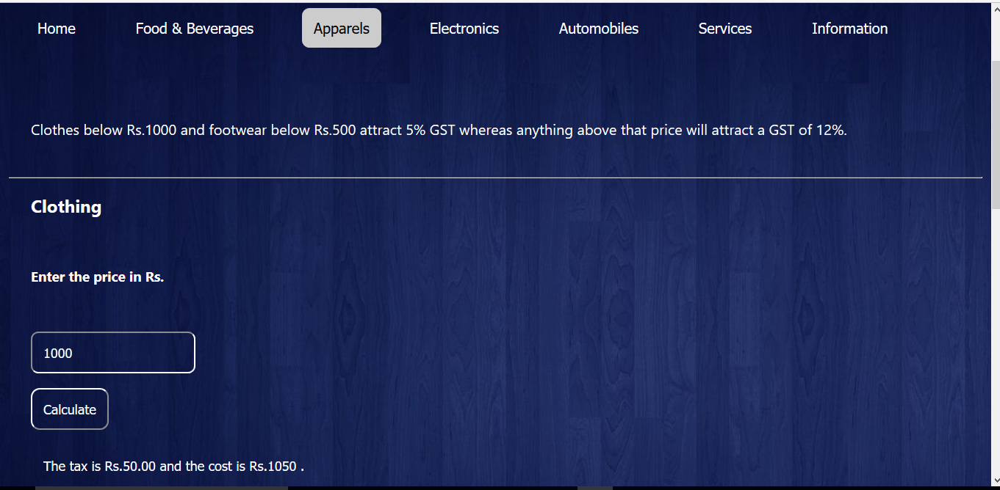 Home Food & Beverages Apparels Electronics Automobiles Services Information
Clothes below Rs.1000 and footwear below Rs.500 attract 5% GST whereas anything above that price will attract a GST of 12%.
Clothing
Enter the price in Rs.
1000
Calculate
The tax is Rs.50.00 and the cost is Rs.1050 .